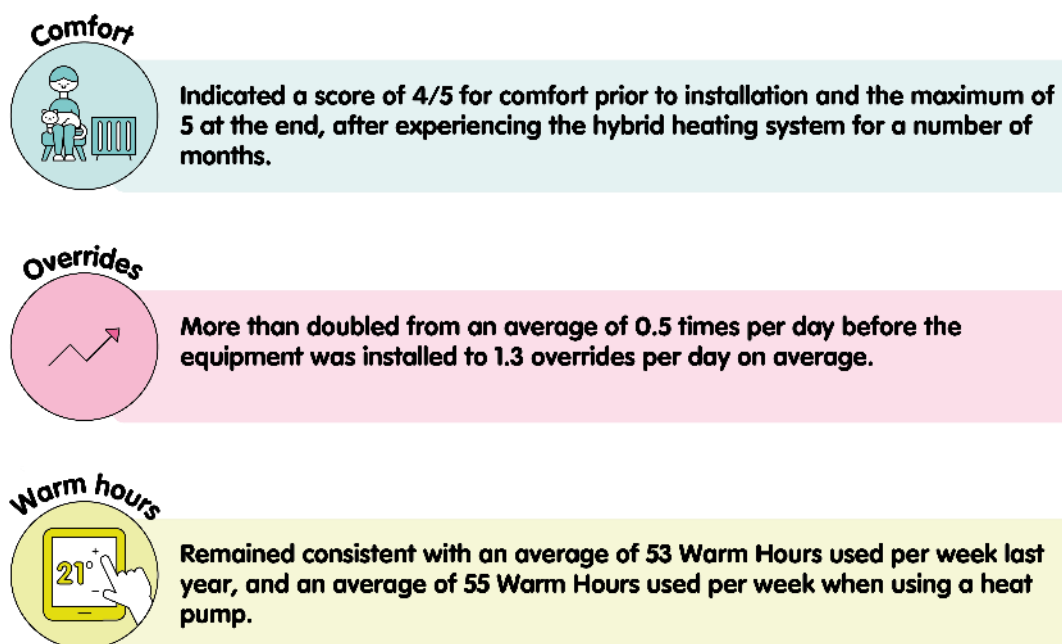 Comfort
Indicated a score of 4/5 for comfort prior to installation and the maximum of
5 at the end, after experiencing the hybrid heating system for a number of
months.
Overrides
More than doubled from an average of 0.5 times per day before the
equipment was installed to 1.3 overrides per day on average.
Warm hours
21°
+
-
Remained consistent with an average of 53 Warm Hours used per week last
year, and an average of 55 Warm Hours used per week when using a heat
pump.